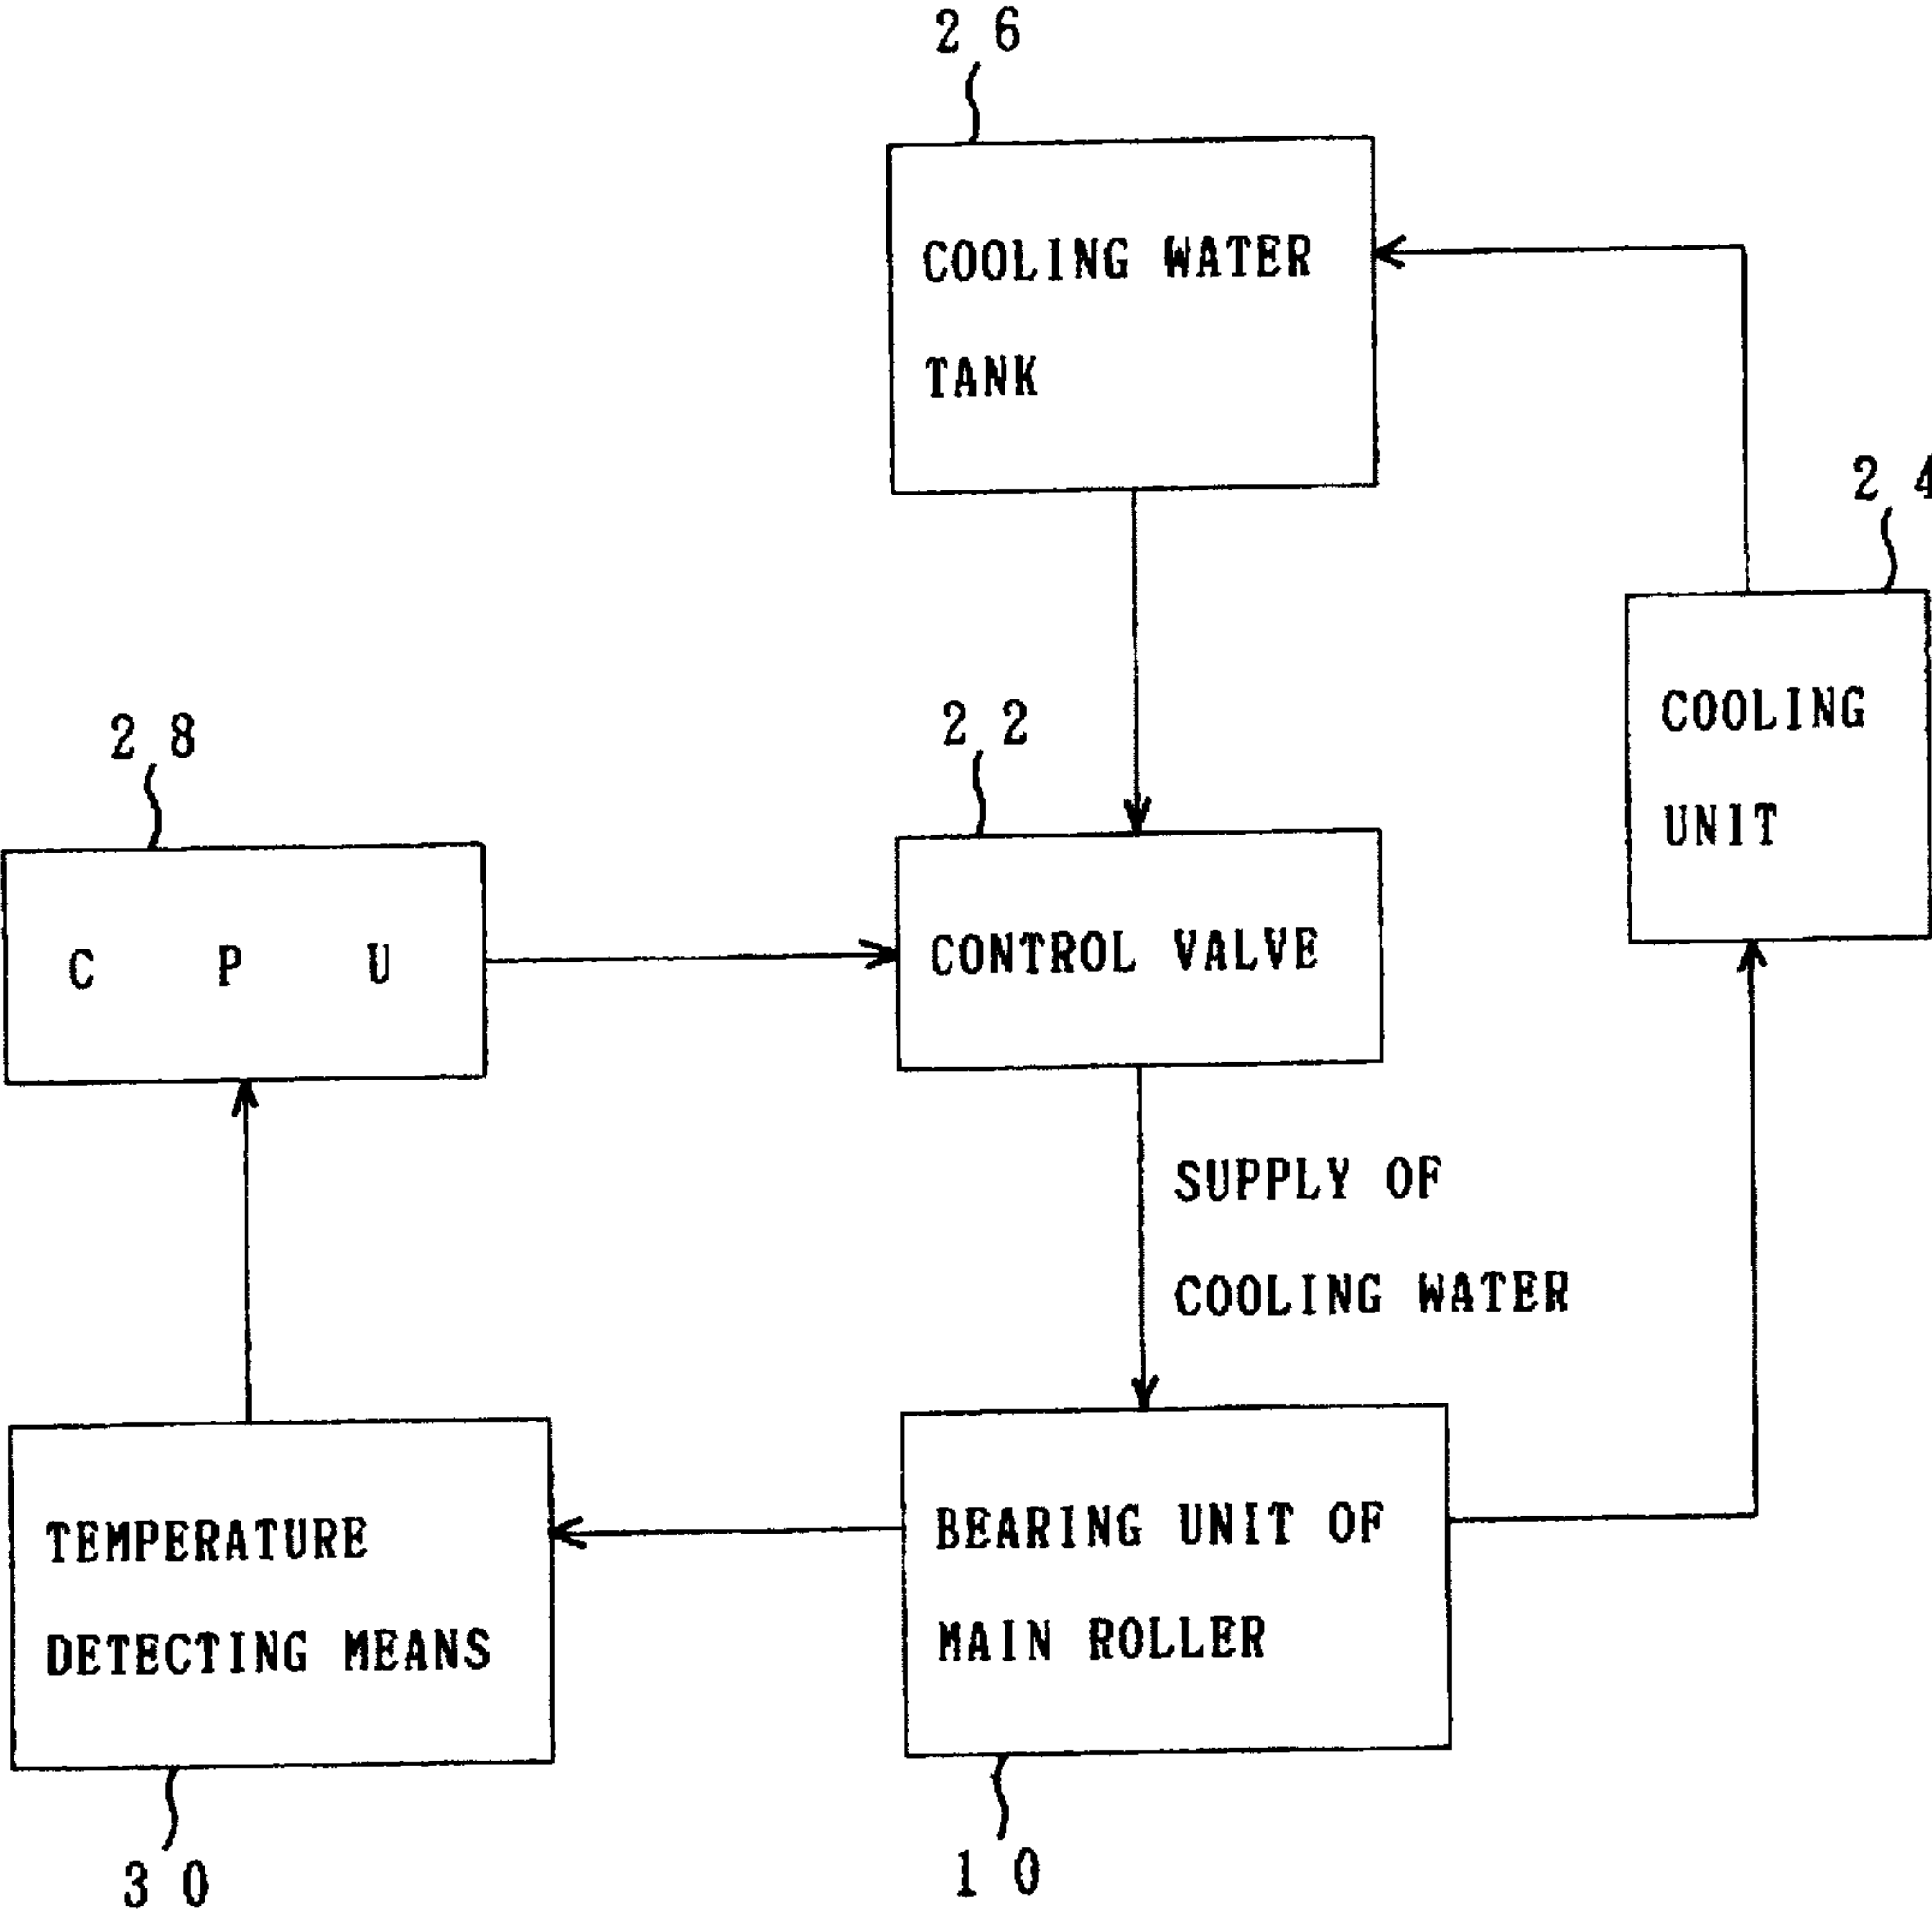 26
COOLING WATER
TANK
24
COOLING
UNIT
28
22
C P U
CONTROL VALVE
SUPPLY OF
COOLING WATER
TEMPERATURE
DETECTING MEANS
BEARING UNIT OF
MAIN ROLLER
30
10